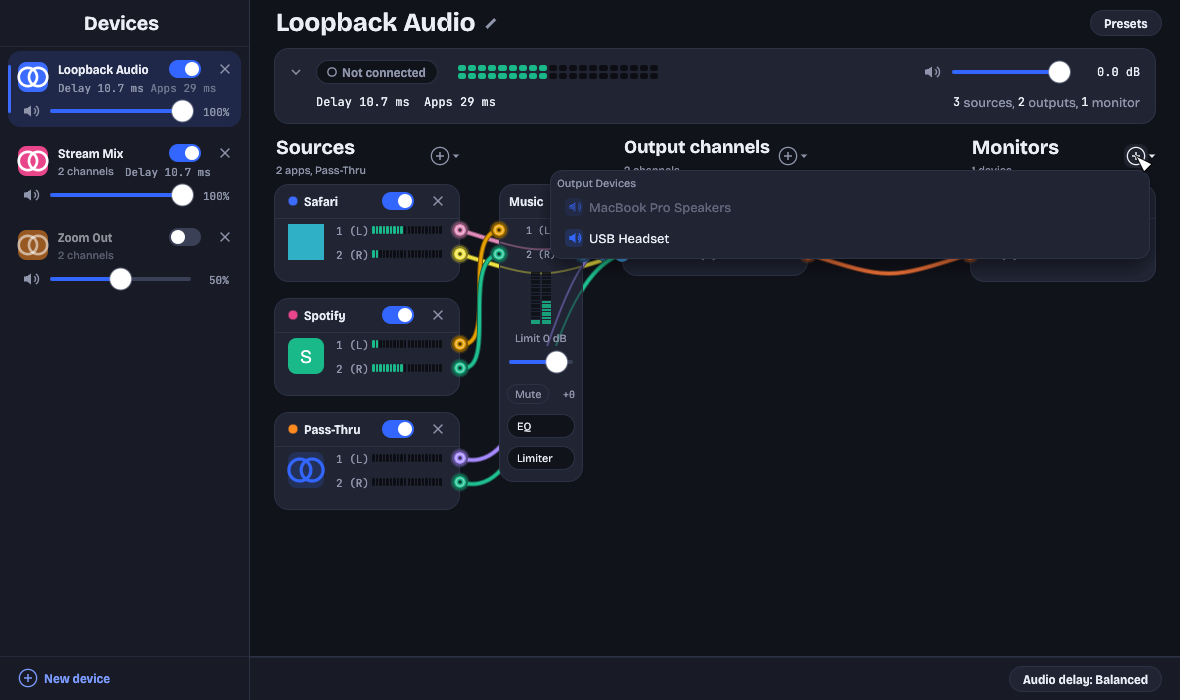 Devices
Loopback Audio
Delay 10.7 ms Apps 29 ms
100%
Stream Mix
2 channels Delay 10.7 ms
100%
Zoom Out
2 channels
50%
New device
Loopback Audio
Presets
Not connected
0.0 dB
Delay 10.7 ms Apps 29 ms
3 sources, 2 outputs, 1 monitor
Sources
2 apps, Pass-Thru
Output channels
2 channels
Monitors
1 device
Output Devices
MacBook Pro Speakers
USB Headset
Safari
1 (L)
2 (R)
Spotify
S
1 (L)
2 (R)
Pass-Thru
1 (L)
2 (R)
Music
1 (L
2 (R)
Limit 0 dB
Mute +0
EQ
Limiter
Audio delay: Balanced